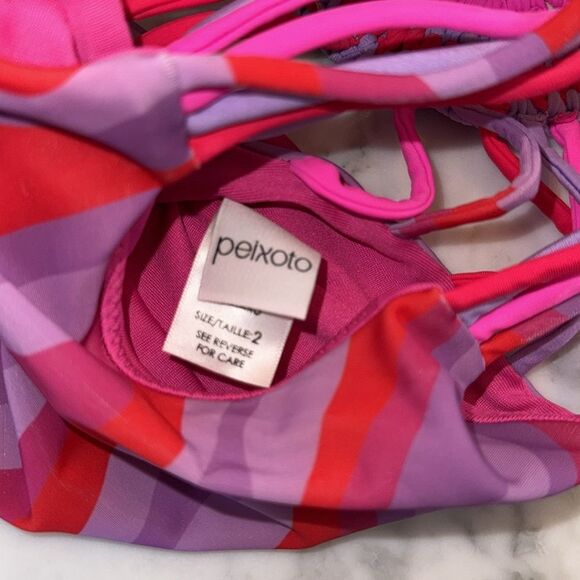 peixoto
SIZE/TAILLE:2
SEE REVERSE
FOR CARE